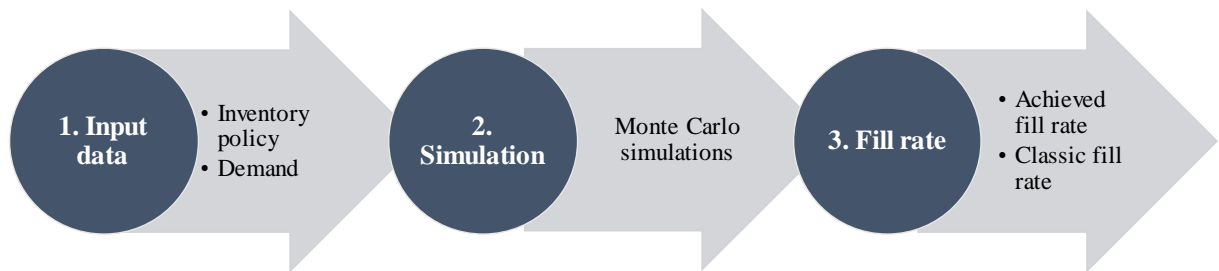 1. Input
data
• Inventory
policy
• Demand
2.
Simulation
Monte Carlo
simulations
3. Fill rate
• Achieved
fill rate
• Classic fill
rate